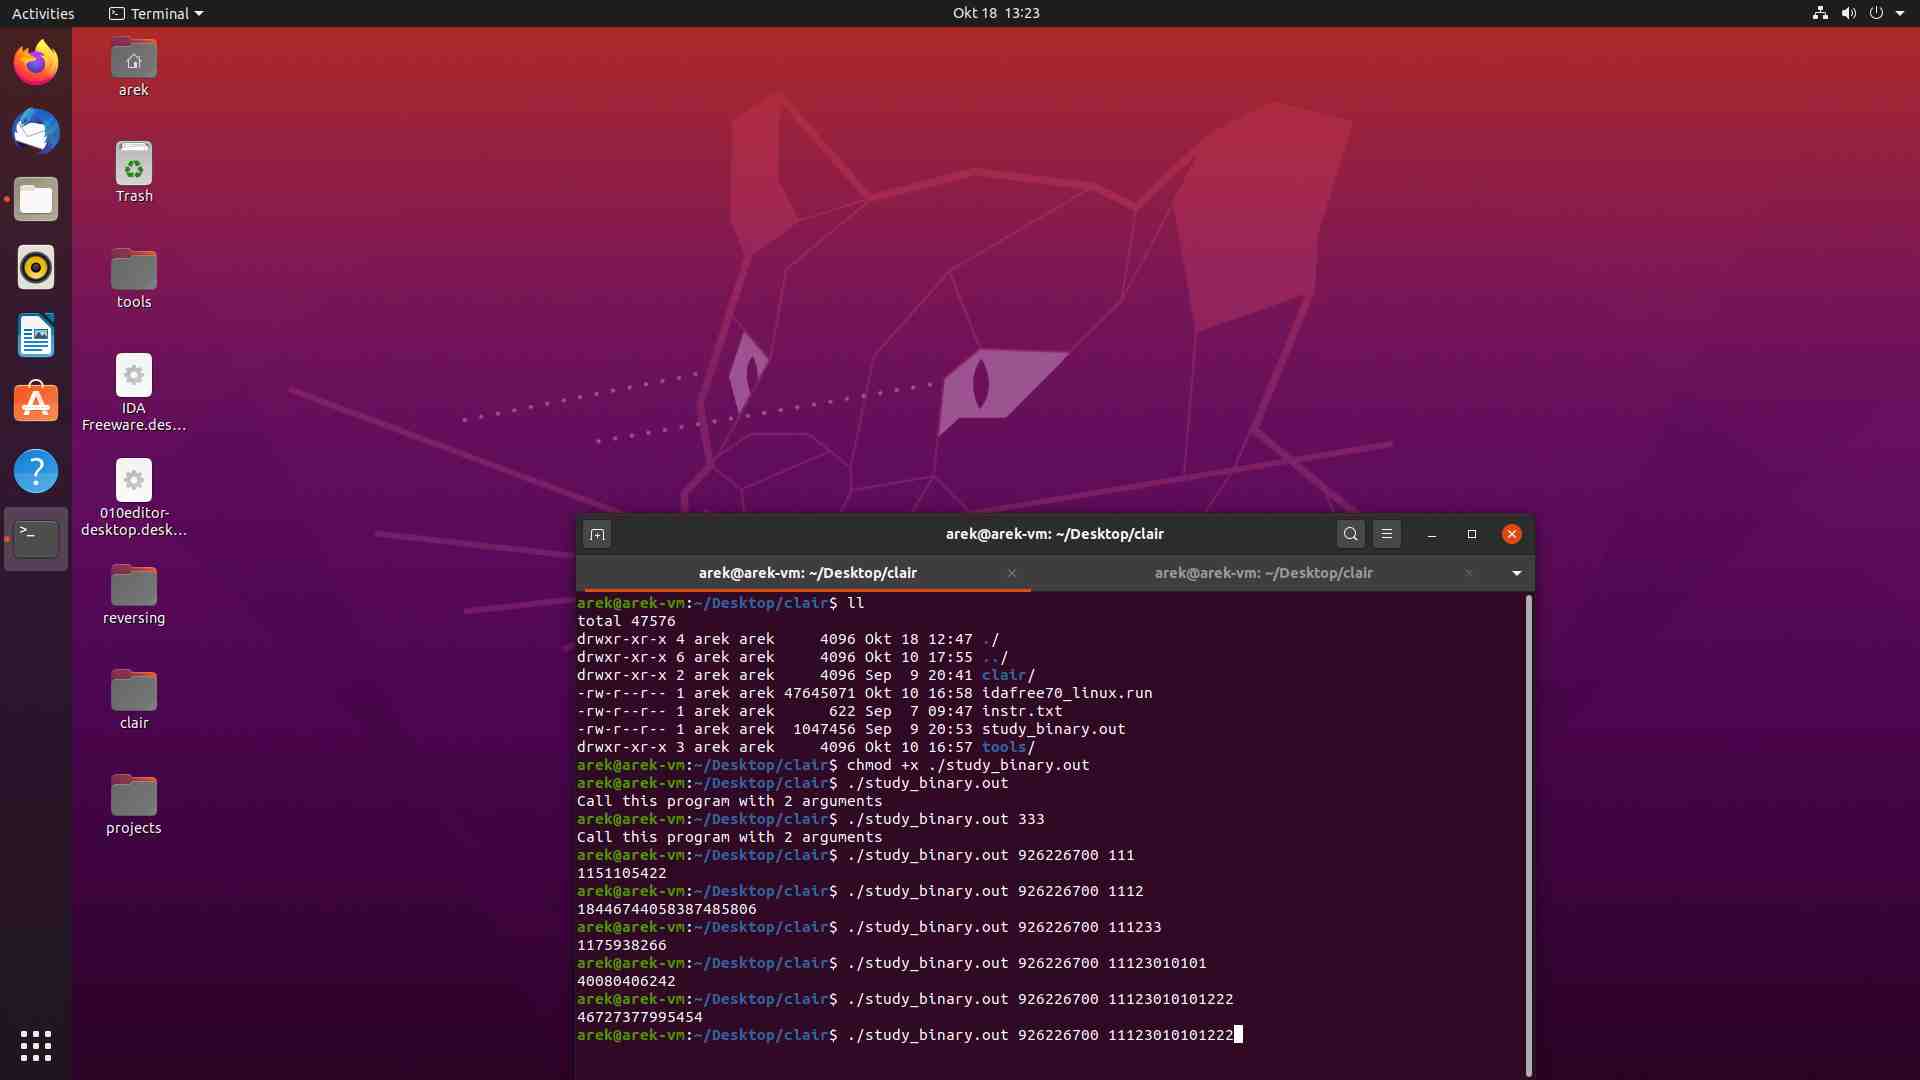 Activities
Terminal
Okt 18 13:23
arek
Trash
tools
IDA
Freeware.des…
010editor-
desktop.desk…
reversing
clair
projects
arek@arek-vm: ~/Desktop/clair
arek@arek-vm: ~/Desktop/clair
arek@arek-vm: ~/Desktop/clair
arek@arek-vm:~/Desktop/clair$ ll
total 47576
drwxr-xr-x 4 arek arek     4096 Okt 18 12:47 ./
drwxr-xr-x 6 arek arek     4096 Okt 10 17:55 ../
drwxr-xr-x 2 arek arek     4096 Sep  9 20:41 clair/
-rw-r--r-- 1 arek arek 47645071 Okt 10 16:58 idafree70_linux.run
-rw-r--r-- 1 arek arek      622 Sep  7 09:47 instr.txt
-rw-r--r-- 1 arek arek  1047456 Sep  9 20:53 study_binary.out
drwxr-xr-x 3 arek arek     4096 Okt 10 16:57 tools/
arek@arek-vm:~/Desktop/clair$ chmod +x ./study_binary.out
arek@arek-vm:~/Desktop/clair$ ./study_binary.out
Call this program with 2 arguments
arek@arek-vm:~/Desktop/clair$ ./study_binary.out 333
Call this program with 2 arguments
arek@arek-vm:~/Desktop/clair$ ./study_binary.out 926226700 111
1151105422
arek@arek-vm:~/Desktop/clair$ ./study_binary.out 926226700 1112
18446744058387485806
arek@arek-vm:~/Desktop/clair$ ./study_binary.out 926226700 111233
1175938266
arek@arek-vm:~/Desktop/clair$ ./study_binary.out 926226700 11123010101
40080406242
arek@arek-vm:~/Desktop/clair$ ./study_binary.out 926226700 11123010101222
46727377995454
arek@arek-vm:~/Desktop/clair$ ./study_binary.out 926226700 11123010101222